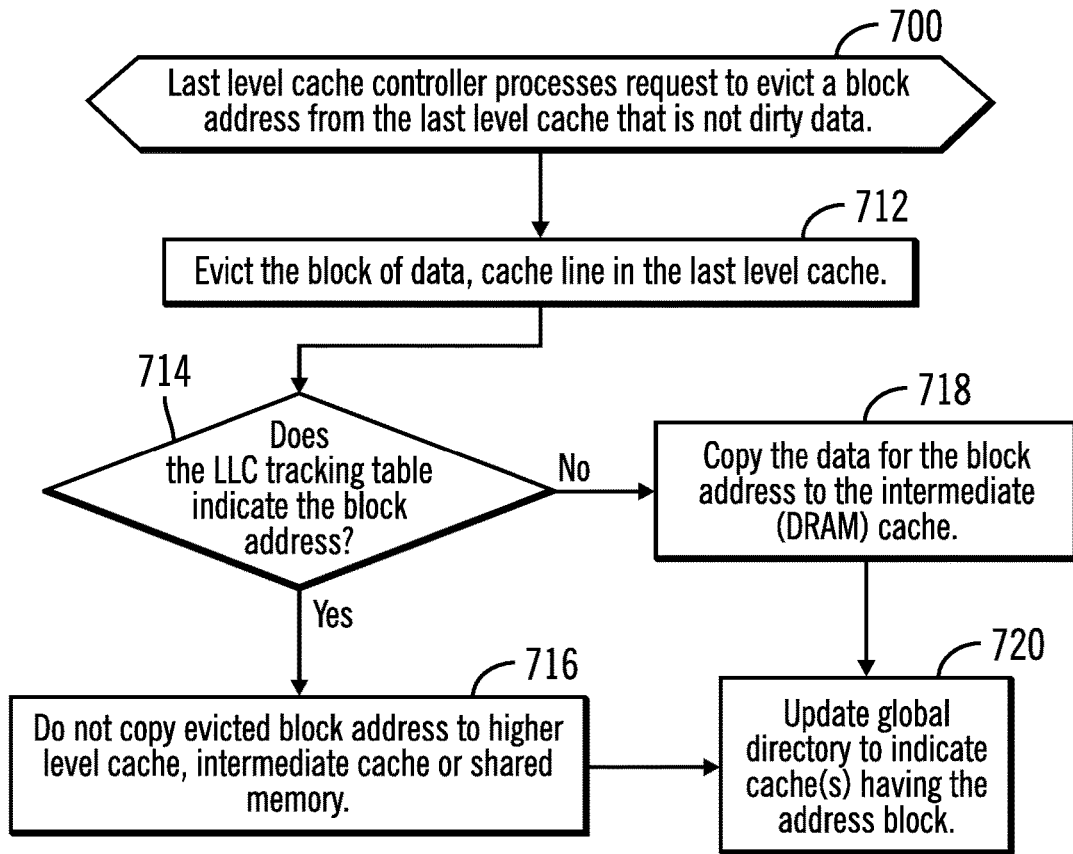 700
Last level cache controller processes request to evict a block
address from the last level cache that is not dirty data.
712
Evict the block of data, cache line in the last level cache.
714
Does
the LLC tracking table
indicate the block
address?
No
Yes
718
Copy the data for the block
address to the intermediate
(DRAM) cache.
716
Do not copy evicted block address to higher
level cache, intermediate cache or shared
memory.
720
Update global
directory to indicate
cache(s) having the
address block.